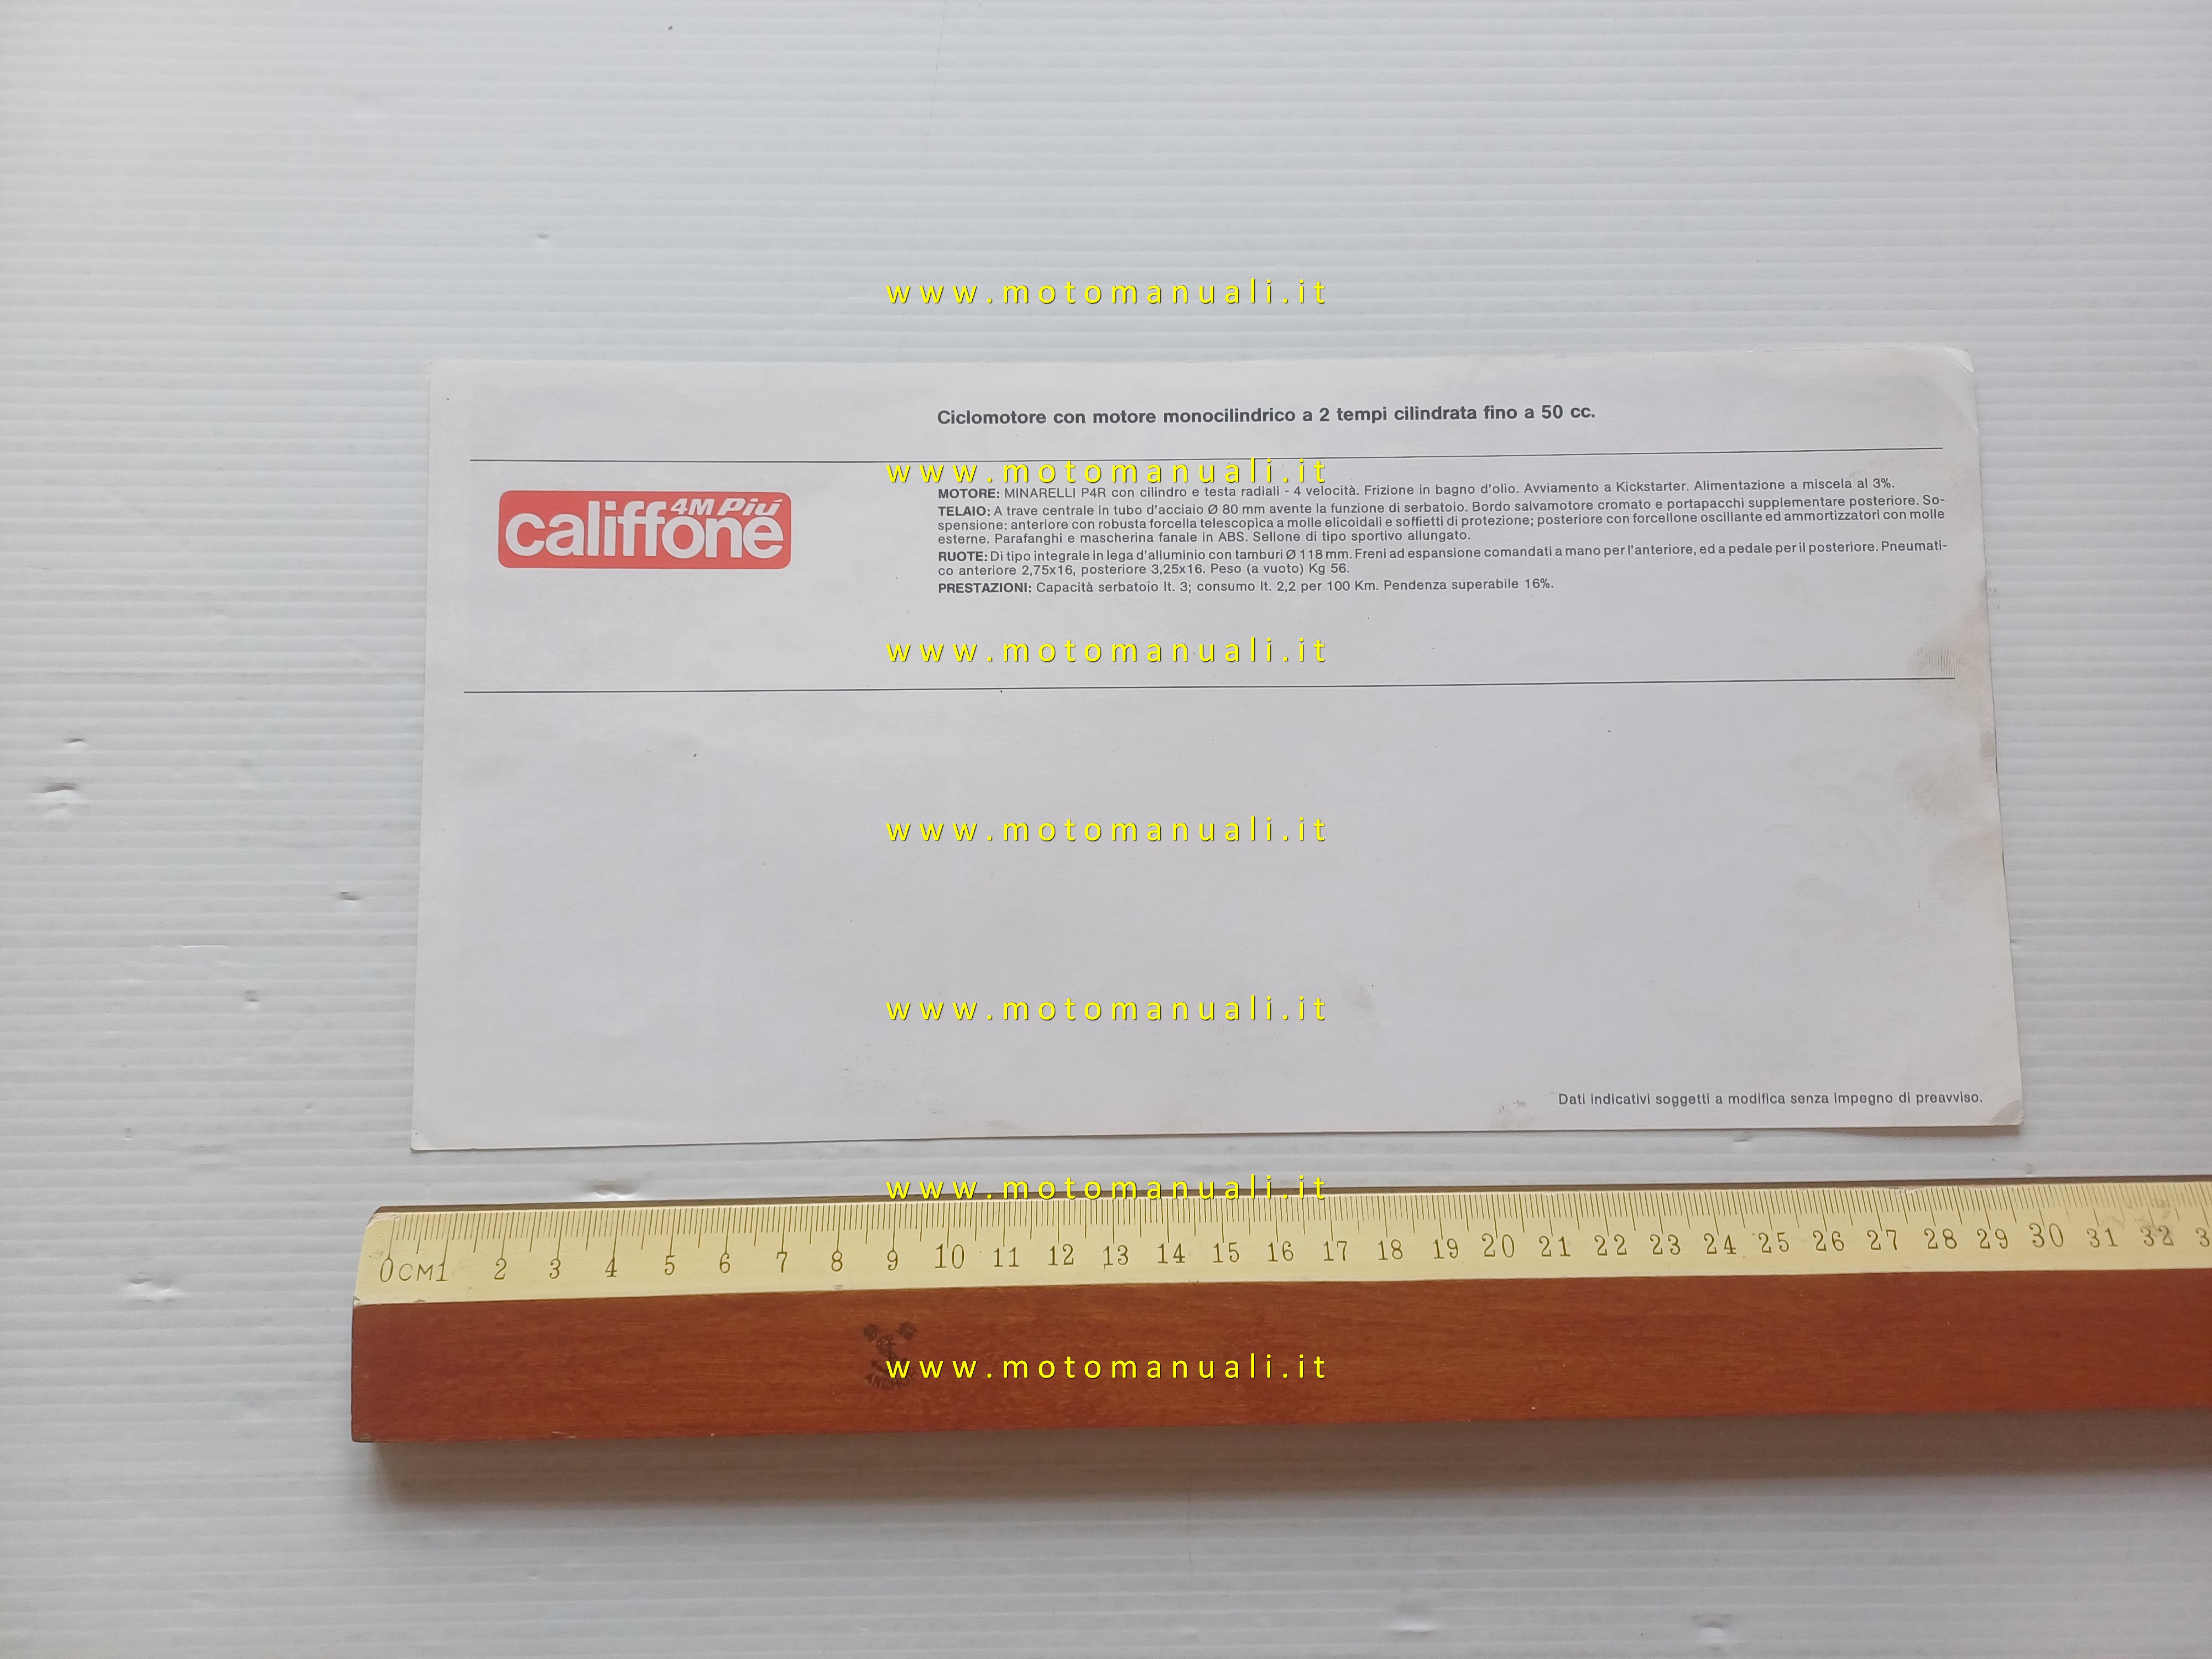 www.motomanuali.it
Ciclomotore con motore monocilindrico a 2 tempi cilindrata fino a 50 cc.
www.motomanuali.it
4M Piú
califfone
MOTORE: MINARELLI P4R con cilindro e testa radiali - 4 velocità. Frizione in bagno d'olio. Avviamento a Kickstarter. Alimentazione a miscela al 3%.
TELAIO: A trave centrale in tubo d'acciaio Ø 80 mm avente la funzione di serbatoio. Bordo salvamotore cromato e portapacchi supplementare posteriore. So-
spensione: anteriore con robusta forcella telescopica a molle elicoidali e soffietti di protezione; posteriore con forcellone oscillante ed ammortizzatori con molle
esterne. Parafanghi e mascherina fanale in ABS. Sellone di tipo sportivo allungato.
RUOTE: Di tipo integrale in lega d'alluminio con tamburi Ø 118 mm. Freni ad espansione comandati a mano per l'anteriore, ed a pedale per il posteriore. Pneumati-
co anteriore 2,75x16, posteriore 3,25x16. Peso (a vuoto) Kg 56.
PRESTAZIONI: Capacità serbatoio lt. 3; consumo lt. 2,2 per 100 Km. Pendenza superabile 16%.
www.motomanuali.it
www.motomanuali.it
www.motomanuali.it
Dati indicativi soggetti a modifica senza impegno di preavviso.
www.motomanuali.it
0CM1 2 3 4 5 6 7 8 9 10 11 12 13 14 15 16 17 18 19 20 21 22 23 24 25 26 27 28 29 30 31 32 3
www.motomanuali.it